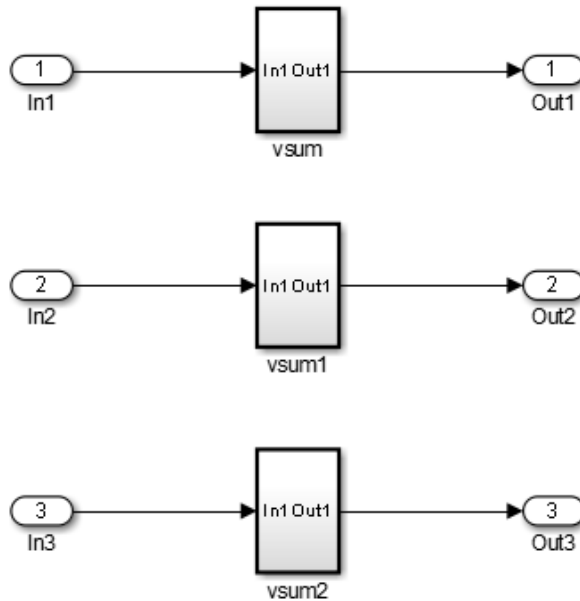 1
In1 Out1
1
In1
Out1
vsum
2
In1 Out1
2
In2
Out2
vsum1
3
In1 Out1
3
In3
Out3
vsum2